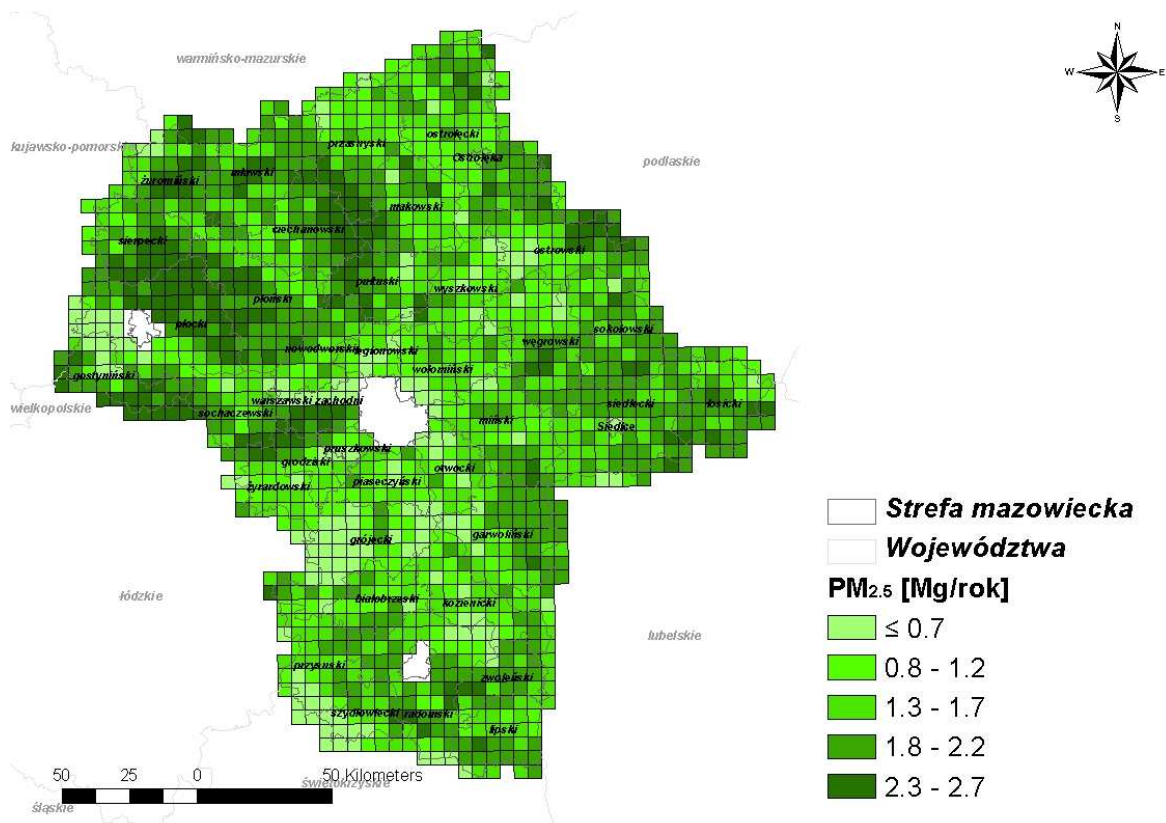 N
W
E
S
warmińsko-mazurskie
kujawsko-pomorskie
podlaskie
ostrołęcki
przasnyski
Ostrołęka
mławski
żuromiński
makowski
ciechanowski
sierpecki
ostrowski
pułtuski
wyszkowski
płoński
płocki
sokołowski
węgrowski
nowodworski
legionowski
wołomiński
gostyniński
wielkopolskie
warszawski zachodni
siedlecki
łosicki
sochaczewski
miński
Siedlce
pruszkowski
grodziski
otwocki
żyrardowski
piaseczyński
grójecki
garwoliński
łódzkie
białobrzeski
kozienicki
lubelskie
przysuski
zwoleński
szydłowiecki
radomski
lipski
Strefa mazowiecka
Województwa
PM2.5 [Mg/rok]
≤ 0.7
0.8 - 1.2
1.3 - 1.7
1.8 - 2.2
2.3 - 2.7
50 25 0 50 Kilometers
świętokrzyskie
śląskie